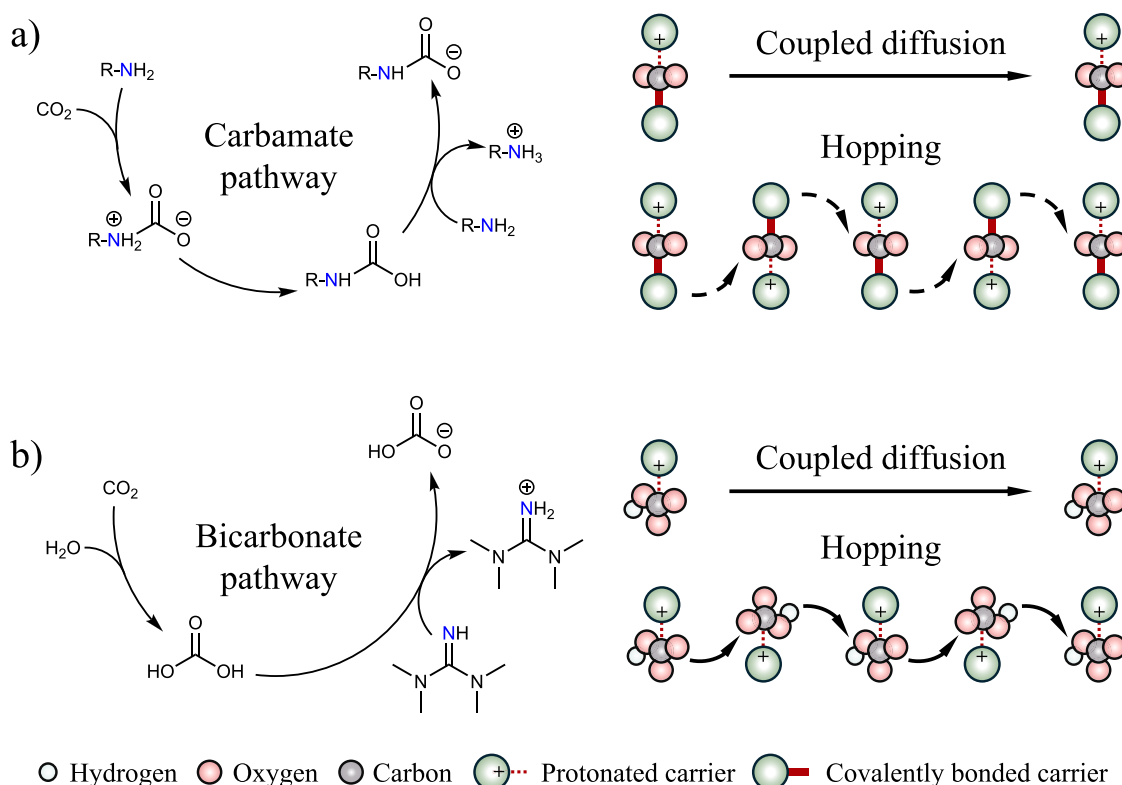 a)
R-NH2
CO2
O
R-NH2 ⊕
O ⊖
Carbamate
pathway
O
R-NH
OH
R-NH2
R-NH3 ⊕
O
R-NH
O ⊖
Coupled diffusion
+
+
Hopping
+
+
+
+
+
b)
CO2
H2O
Bicarbonate
pathway
O
HO
OH
O
HO
O ⊖
NH
N
N
⊕
NH2
N
N
Coupled diffusion
+
+
Hopping
+
+
+
+
+
Hydrogen
Oxygen
Carbon
+
Protonated carrier
Covalently bonded carrier